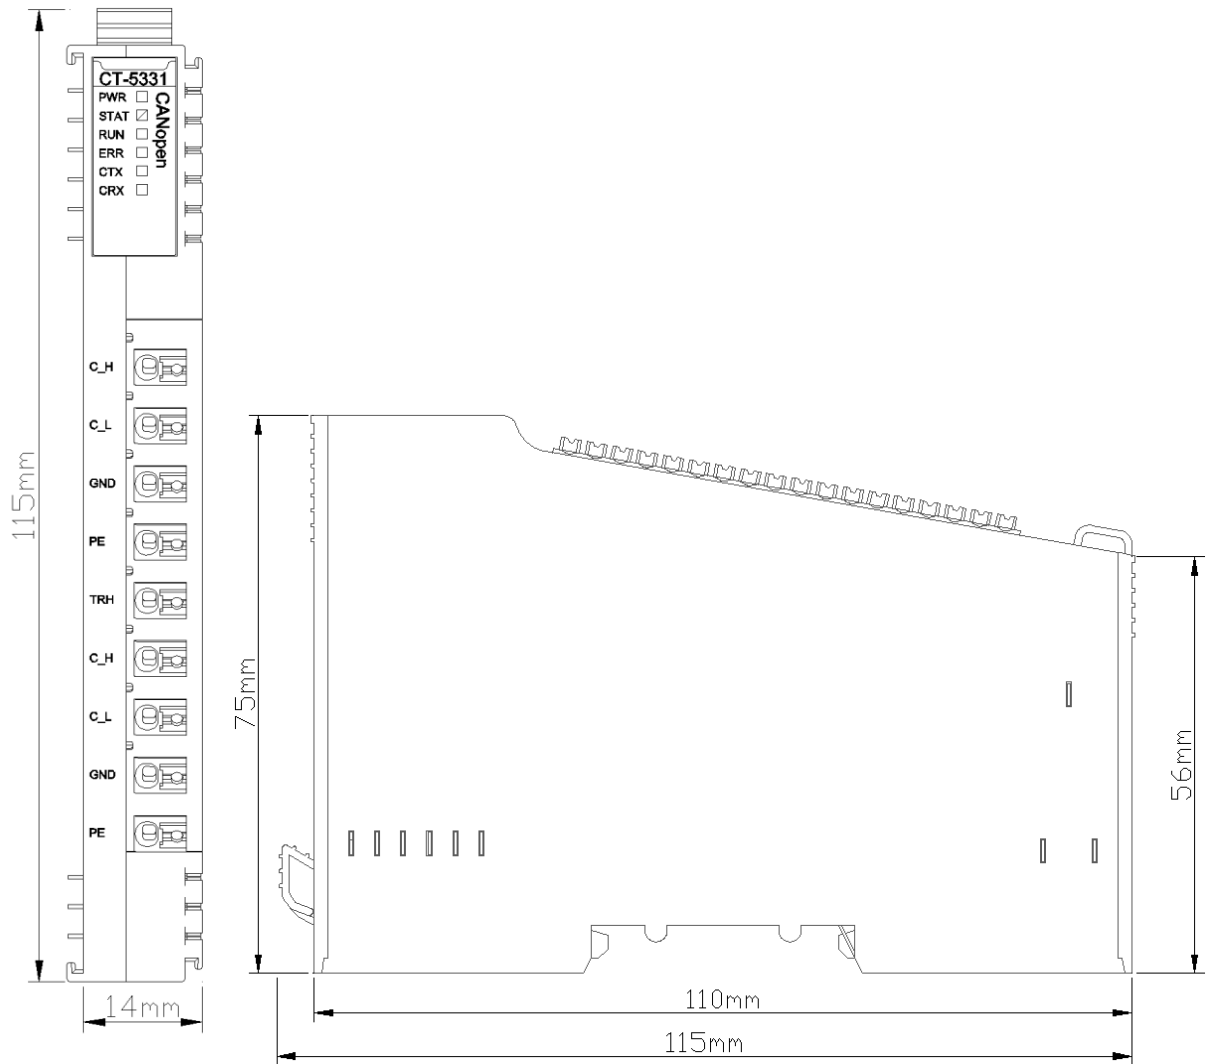 CT-5331
CANopen
PWR
STAT
RUN
ERR
CTX
CRX
C_H
C_L
GND
PE
TRH
C_H
C_L
GND
PE
115mm
14mm
75mm
56mm
110mm
115mm